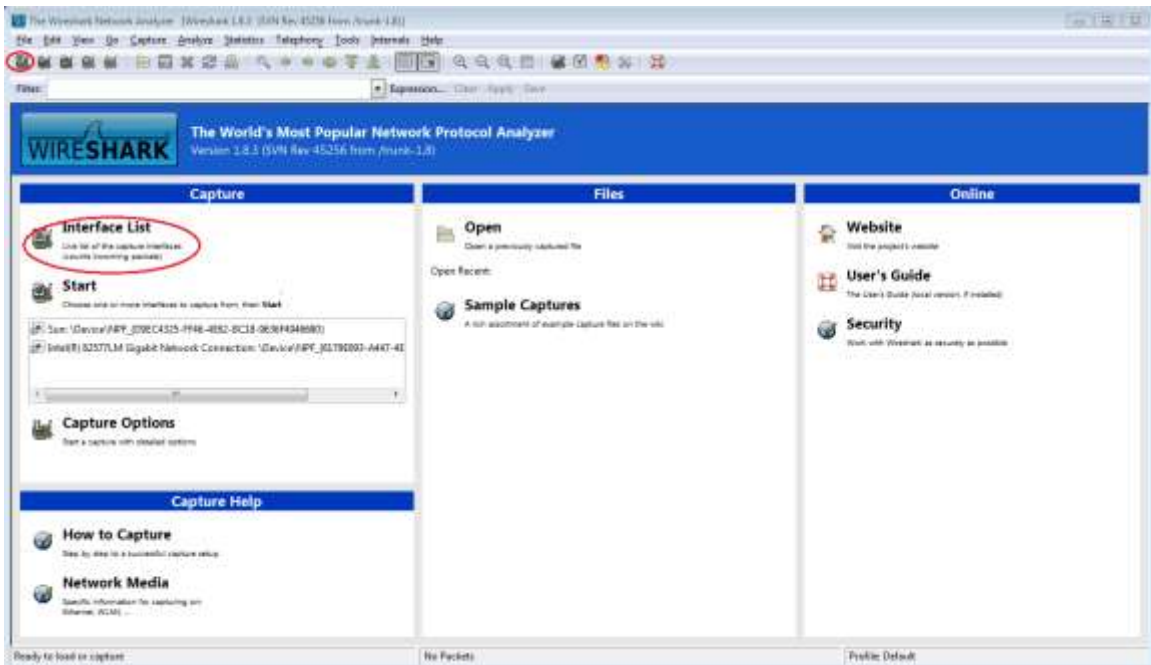 The Wireshark Network Analyzer [Wireshark 1.8.3 (SVN Rev 45256 from /trunk-1.8)]
File Edit View Go Capture Analyze Statistics Telephony Tools Internals Help
Filter: Expression... Clear Apply Save
WIRESHARK
The World's Most Popular Network Protocol Analyzer
Version 1.8.3 (SVN Rev 45256 from /trunk-1.8)
Capture
Interface List
Live list of the capture interfaces
(counts incoming packets)
Start
Choose one or more interfaces to capture from, then Start
Sun: \Device\NPF_
Intel(R) 82577LM Gigabit Network Connection: \Device\NPF_
Capture Options
Start a capture with detailed options
Capture Help
How to Capture
Step by step to a successful capture setup
Network Media
Specific information for capturing on:
Ethernet, WLAN, ...
Files
Open
Open a previously captured file
Open Recent:
Sample Captures
A rich assortment of example capture files on the wiki
Online
Website
Visit the project's website
User's Guide
The User's Guide (local version, if installed)
Security
Work with Wireshark as securely as possible
Ready to load or capture
No Packets
Profile: Default